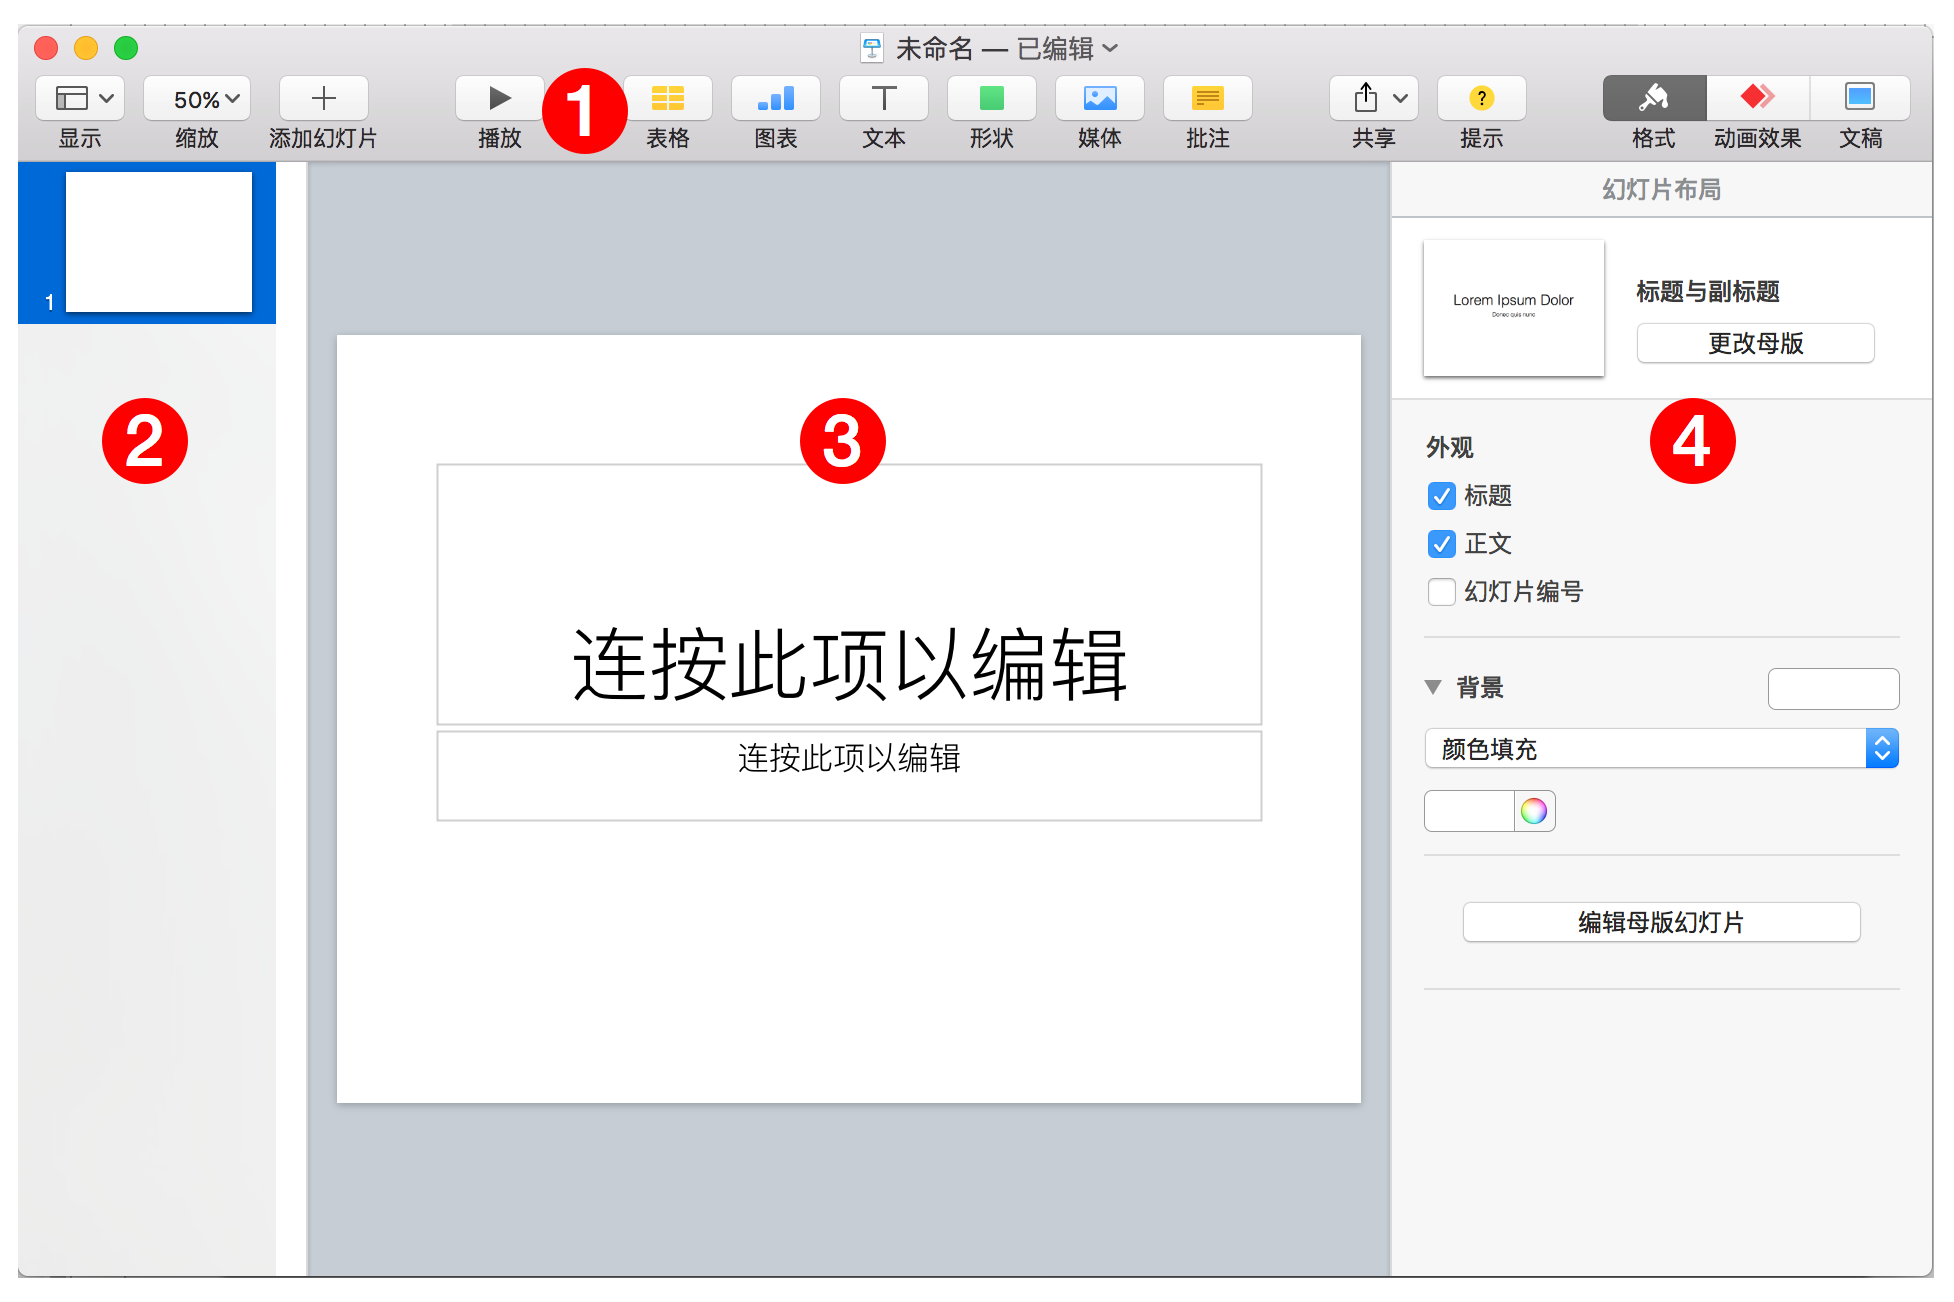 未命名 — 已编辑
50%
显示
缩放
添加幻灯片
播放
1
表格
图表
文本
形状
媒体
批注
共享
?
提示
格式
动画效果
文稿
1
2
3
连按此项以编辑
连按此项以编辑
幻灯片布局
Lorem Ipsum Dolor
Donec quis nunc
标题与副标题
更改母版
4
外观
标题
正文
幻灯片编号
背景
颜色填充
编辑母版幻灯片